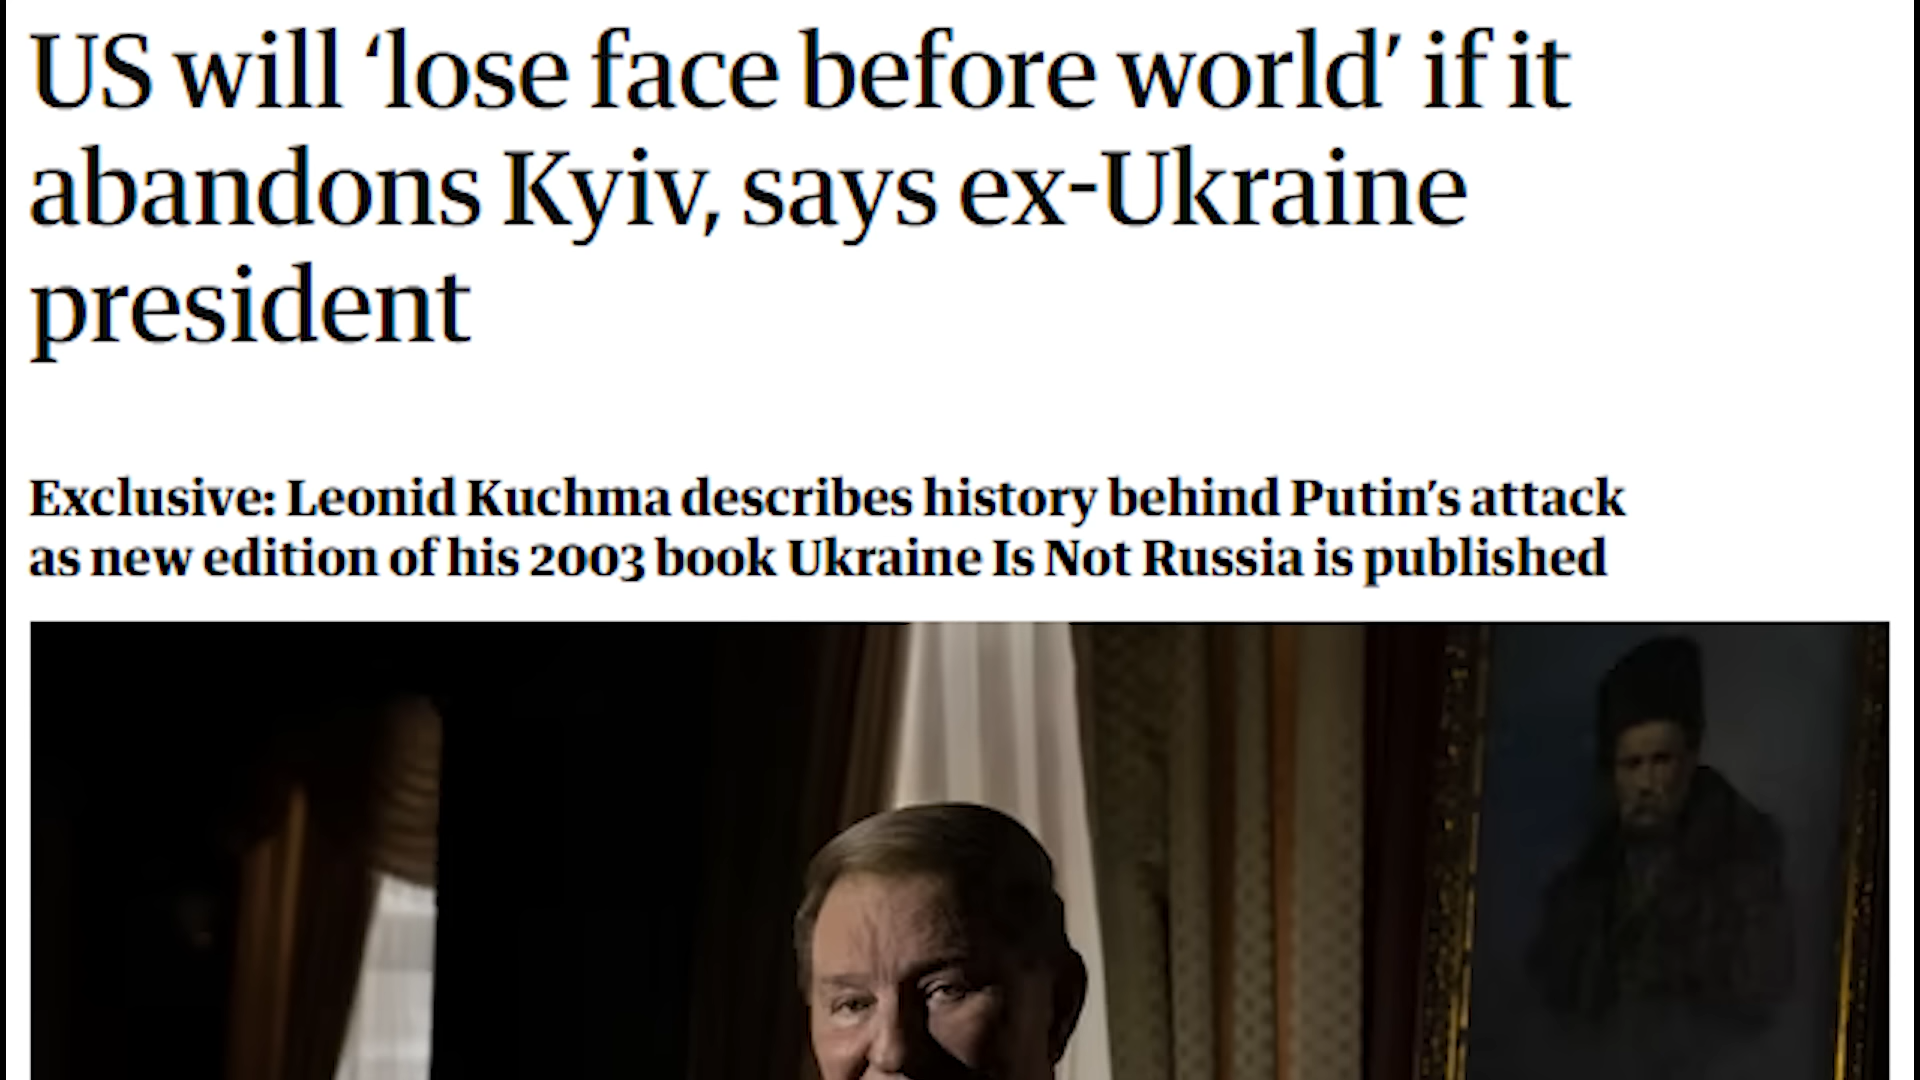 US will ‘lose face before world’ if it
abandons Kyiv, says ex-Ukraine
president
Exclusive: Leonid Kuchma describes history behind Putin’s attack
as new edition of his 2003 book Ukraine Is Not Russia is published